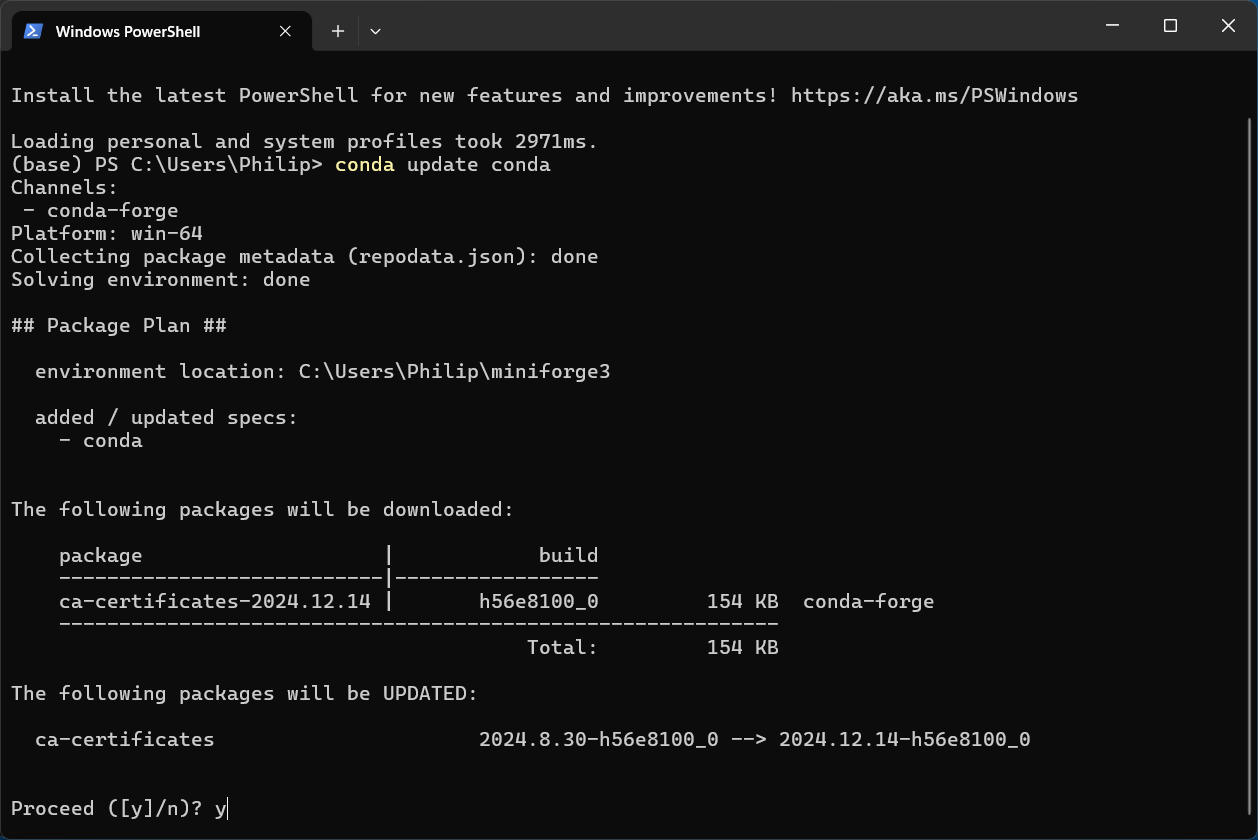 Windows PowerShell
Install the latest PowerShell for new features and improvements! https://aka.ms/PSWindows
Loading personal and system profiles took 2971ms.
(base) PS C:\Users\Philip> conda update conda
Channels:
 - conda-forge
Platform: win-64
Collecting package metadata (repodata.json): done
Solving environment: done
## Package Plan ##
  environment location: C:\Users\Philip\miniforge3
  added / updated specs:
    - conda
The following packages will be downloaded:
    package                    |            build
    ---------------------------|-----------------
    ca-certificates-2024.12.14 |       h56e8100_0         154 KB  conda-forge
    ------------------------------------------------------------
                                           Total:         154 KB
The following packages will be UPDATED:
  ca-certificates                      2024.8.30-h56e8100_0 --> 2024.12.14-h56e8100_0
Proceed ([y]/n)? y